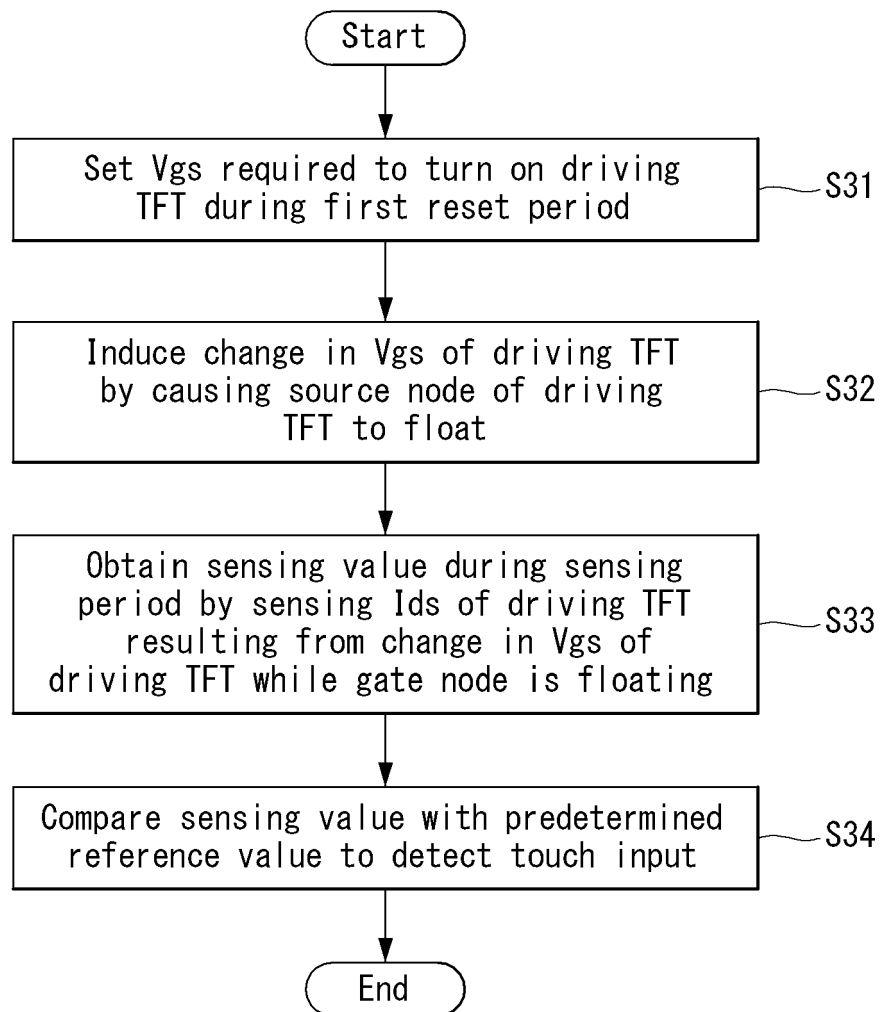 Start
Set Vgs required to turn on driving
TFT during first reset period
S31
Induce change in Vgs of driving TFT
by causing source node of driving
TFT to float
S32
Obtain sensing value during sensing
period by sensing Ids of driving TFT
resulting from change in Vgs of
driving TFT while gate node is floating
S33
Compare sensing value with predetermined
reference value to detect touch input
S34
End